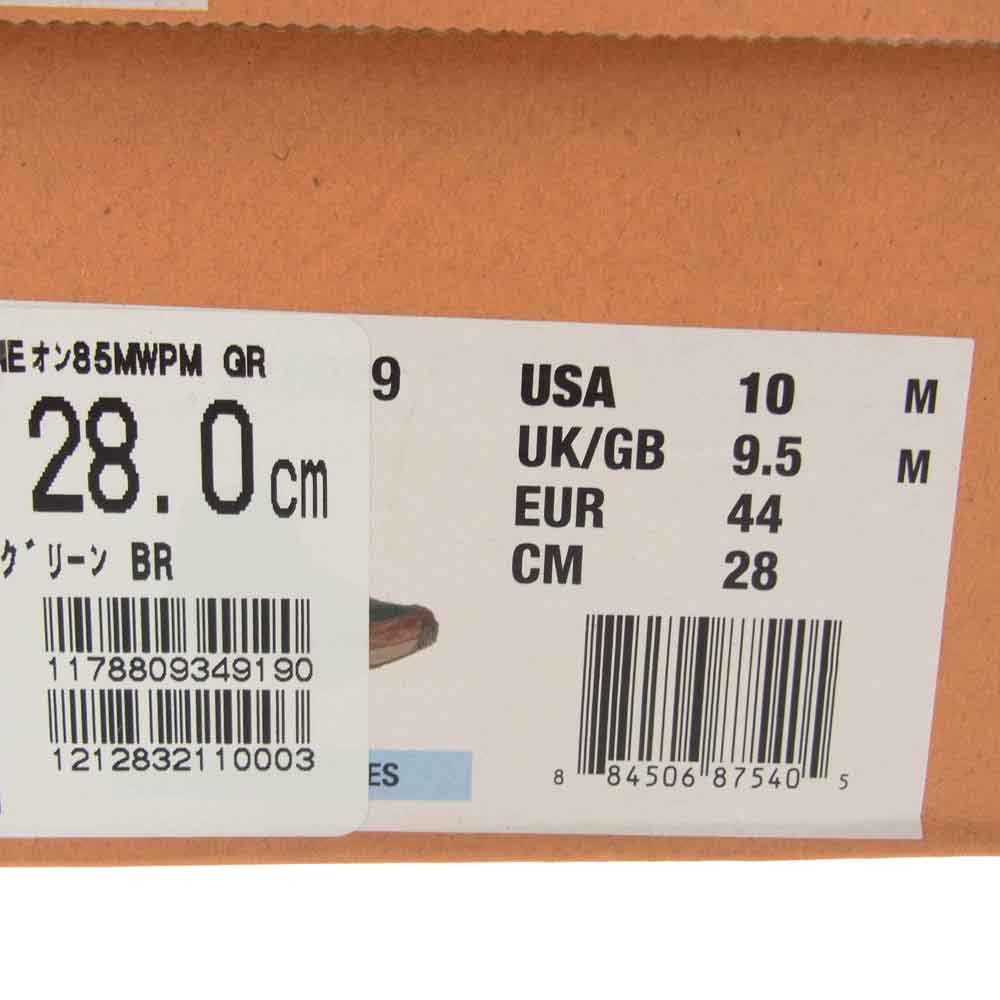 NEオン85MWPM GR
28.0cm
グリーン BR
1178809349190
1212832110003
9
USA 10 M
UK/GB 9.5 M
EUR 44
CM 28
ES
8 84506 87540 5